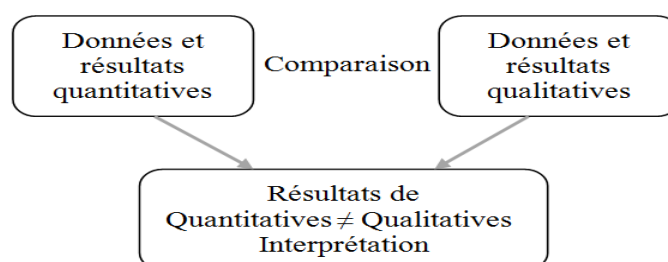 Données et
résultats
quantitatives
Comparaison
Données et
résultats
qualitatives
Résultats de
Quantitatives ≠ Qualitatives
Interprétation